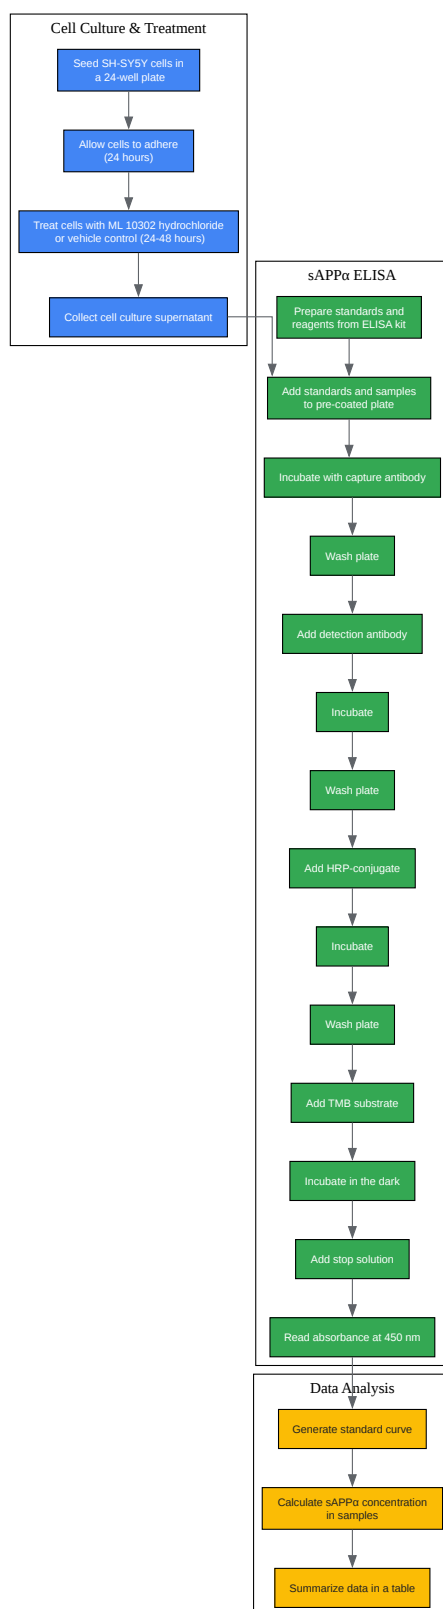 Cell Culture & Treatment
Seed SH-SY5Y cells in
a 24-well plate
Allow cells to adhere
(24 hours)
Treat cells with ML 10302 hydrochloride
or vehicle control (24-48 hours)
Collect cell culture supernatant
sAPPα ELISA
Prepare standards and
reagents from ELISA kit
Add standards and samples
to pre-coated plate
Incubate with capture antibody
Wash plate
Add detection antibody
Incubate
Wash plate
Add HRP-conjugate
Incubate
Wash plate
Add TMB substrate
Incubate in the dark
Add stop solution
Read absorbance at 450 nm
Data Analysis
Generate standard curve
Calculate sAPPα concentration
in samples
Summarize data in a table